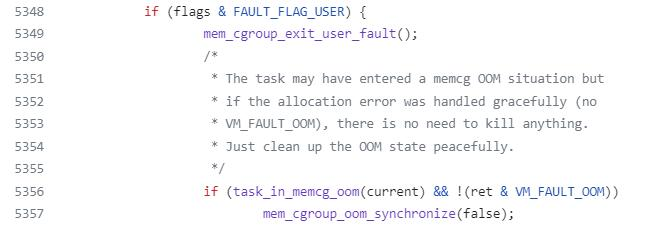 5348 if (flags & FAULT_FLAG_USER) {
5349 mem_cgroup_exit_user_fault();
5350 /*
5351 * The task may have entered a memcg OOM situation but
5352 * if the allocation error was handled gracefully (no
5353 * VM_FAULT_OOM), there is no need to kill anything.
5354 * Just clean up the OOM state peacefully.
5355 */
5356 if (task_in_memcg_oom(current) && !(ret & VM_FAULT_OOM))
5357 mem_cgroup_oom_synchronize(false);